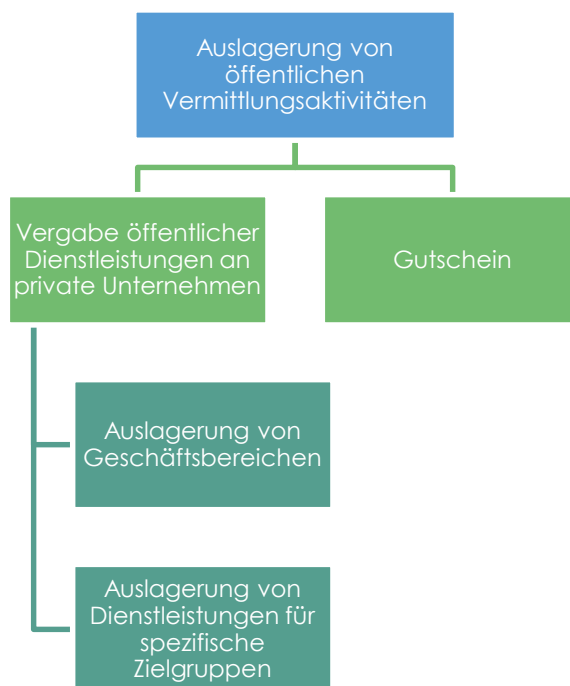 Auslagerung von
öffentlichen
Vermittlungsaktivitäten
Vergabe öffentlicher
Dienstleistungen an
private Unternehmen
Gutschein
Auslagerung von
Geschäftsbereichen
Auslagerung von
Dienstleistungen für
spezifische
Zielgruppen